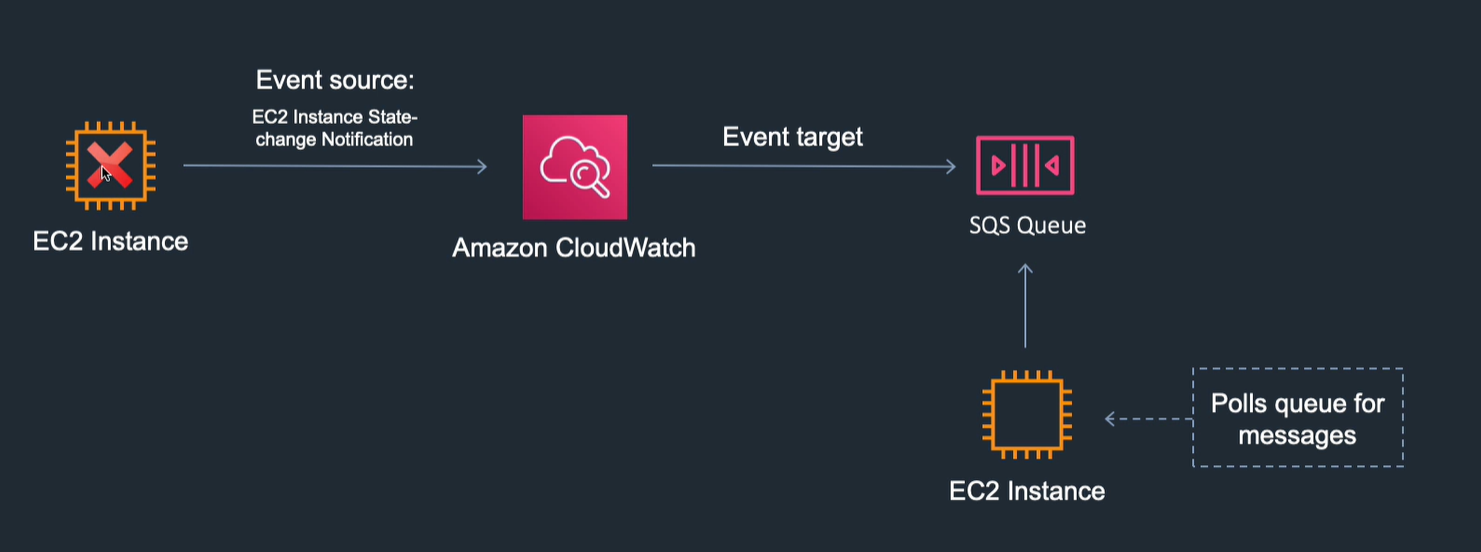 Event source:
EC2 Instance State-
change Notification
Event target
EC2 Instance
Amazon CloudWatch
SQS Queue
Polls queue for
messages
EC2 Instance